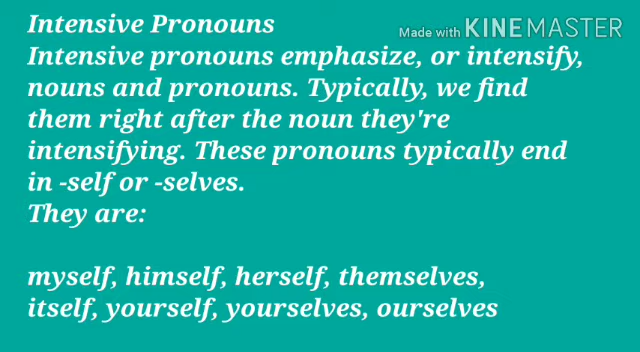 Intensive Pronouns
Made with KINEMASTER
Intensive pronouns emphasize, or intensify,
nouns and pronouns. Typically, we find
them right after the noun they're
intensifying. These pronouns typically end
in -self or -selves.
They are:
myself, himself, herself, themselves,
itself, yourself, yourselves, ourselves